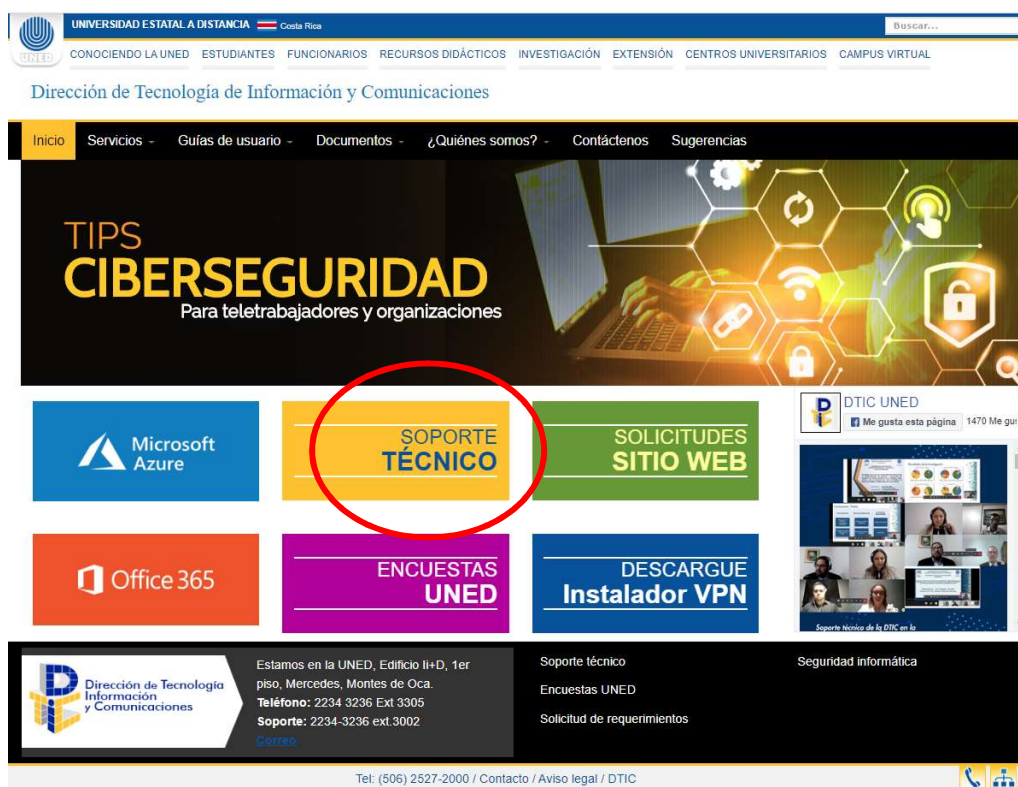 UNIVERSIDAD ESTATAL A DISTANCIA Costa Rica
Buscar...
UNED
CONOCIENDO LA UNED ESTUDIANTES FUNCIONARIOS RECURSOS DIDÁCTICOS INVESTIGACIÓN EXTENSIÓN CENTROS UNIVERSITARIOS CAMPUS VIRTUAL
Dirección de Tecnología de Información y Comunicaciones
Inicio Servicios Guías de usuario Documentos ¿Quiénes somos? Contáctenos Sugerencias
TIPS
CIBERSEGURIDAD
Para teletrabajadores y organizaciones
Microsoft
Azure
SOPORTE
TÉCNICO
SOLICITUDES
SITIO WEB
DTIC UNED
Me gusta esta página 1470 Me gu
Office 365
ENCUESTAS
UNED
DESCARGUE
Instalador VPN
Soporte técnico de la DTIC en la
Dirección de Tecnología
Información
y Comunicaciones
Estamos en la UNED, Edificio Ii+D, 1er
piso, Mercedes, Montes de Oca.
Teléfono: 2234 3236 Ext 3305
Soporte: 2234-3236 ext.3002
Correo
Soporte técnico
Encuestas UNED
Solicitud de requerimientos
Seguridad informática
Tel: (506) 2527-2000 / Contacto / Aviso legal / DTIC